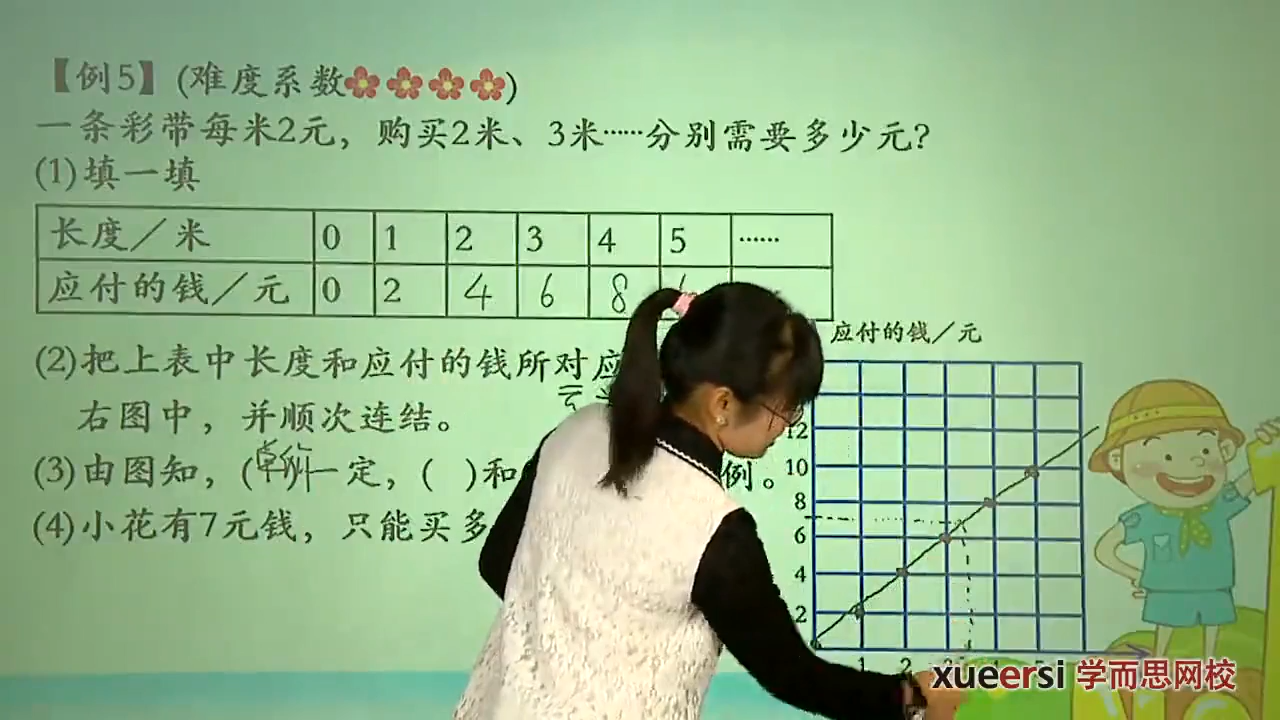 【例5】(难度系数)
一条彩带每米2元，购买2米、3米……分别需要多少元？
(1)填一填
长度／米 0 1 2 3 4 5 ……
应付的钱／元 0 2 4 6 8
应付的钱／元
(2)把上表中长度和应付的钱所对应
右图中，并顺次连结。
(3)由图知，(单价)一定，( )和 例。
(4)小花有7元钱，只能买多
12
10
8
6
4
2
1 2
xueersi 学而思网校